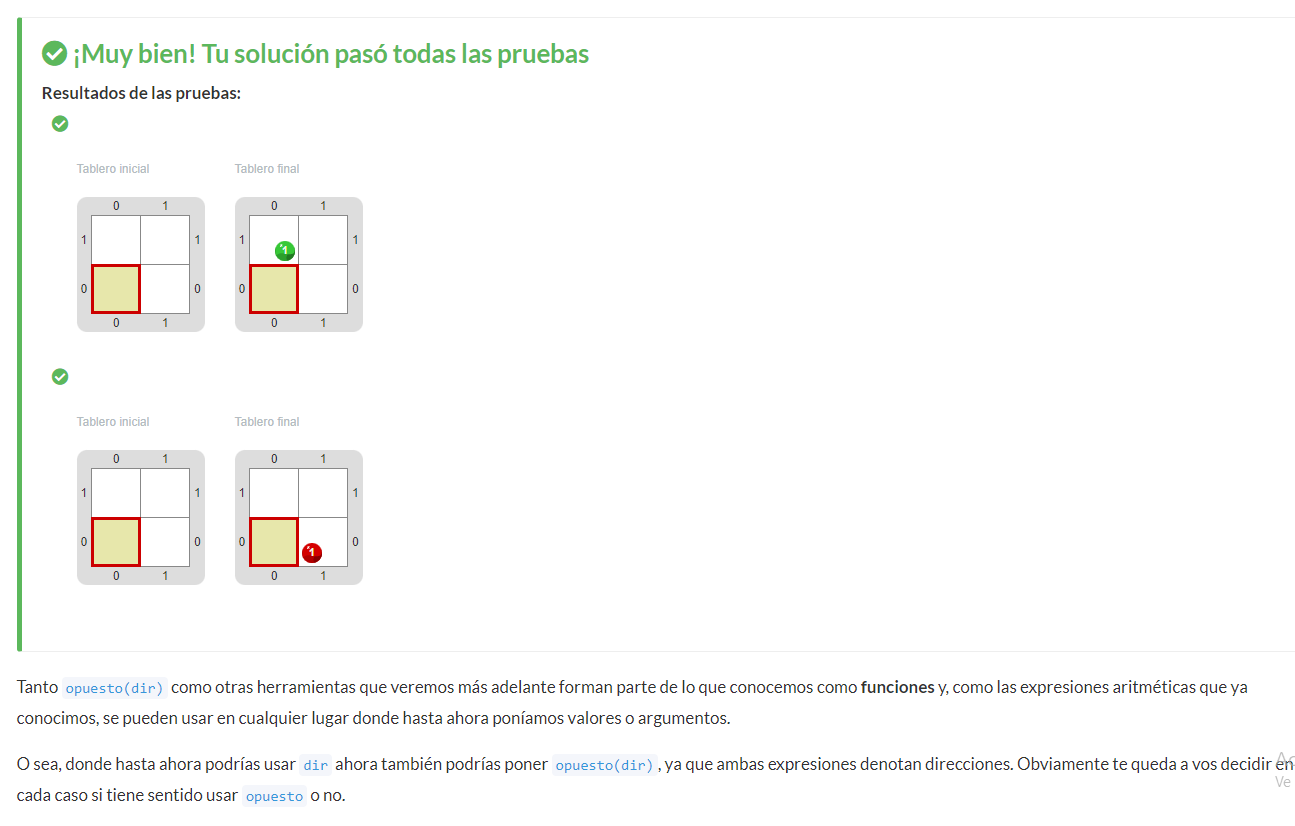 ¡Muy bien! Tu solución pasó todas las pruebas
Resultados de las pruebas:
Tablero inicial
Tablero final
0 1
0 1
1 1
1 1
1
0 0
0 0
0 1
0 1
Tablero inicial
Tablero final
0 1
0 1
1 1
1 1
0 0
0 0
1
0 1
0 1
Tanto opuesto(dir) como otras herramientas que veremos más adelante forman parte de lo que conocemos como funciones y, como las expresiones aritméticas que ya
conocimos, se pueden usar en cualquier lugar donde hasta ahora poníamos valores o argumentos.
O sea, donde hasta ahora podrías usar dir ahora también podrías poner opuesto(dir) , ya que ambas expresiones denotan direcciones. Obviamente te queda a vos decidir en
cada caso si tiene sentido usar opuesto o no.
Ac
Ve